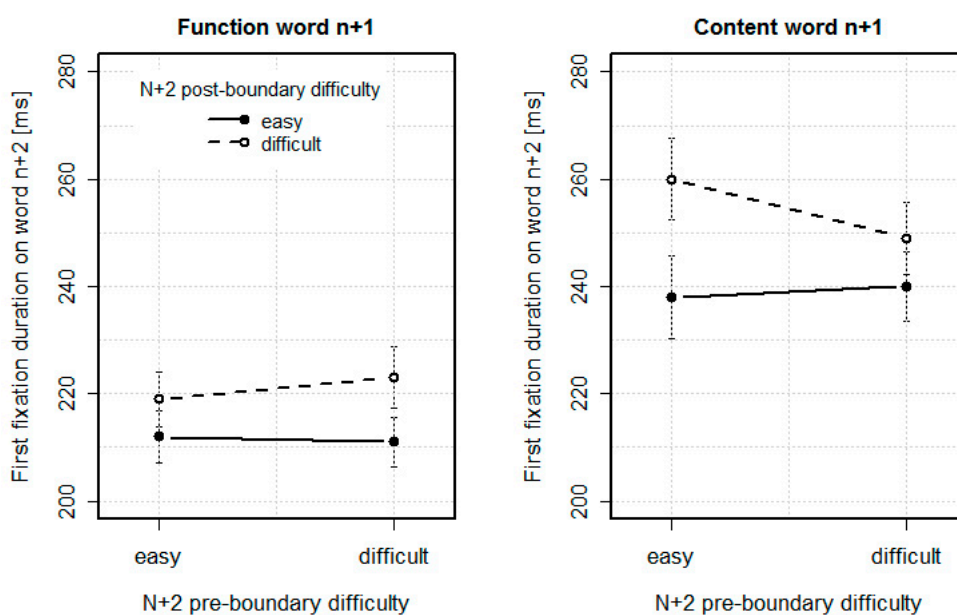 Function word n+1
First fixation duration on word n+2 [ms]
280
260
240
220
200
N+2 post-boundary difficulty
easy
difficult
easy
difficult
N+2 pre-boundary difficulty
Content word n+1
First fixation duration on word n+2 [ms]
280
260
240
220
200
easy
difficult
N+2 pre-boundary difficulty